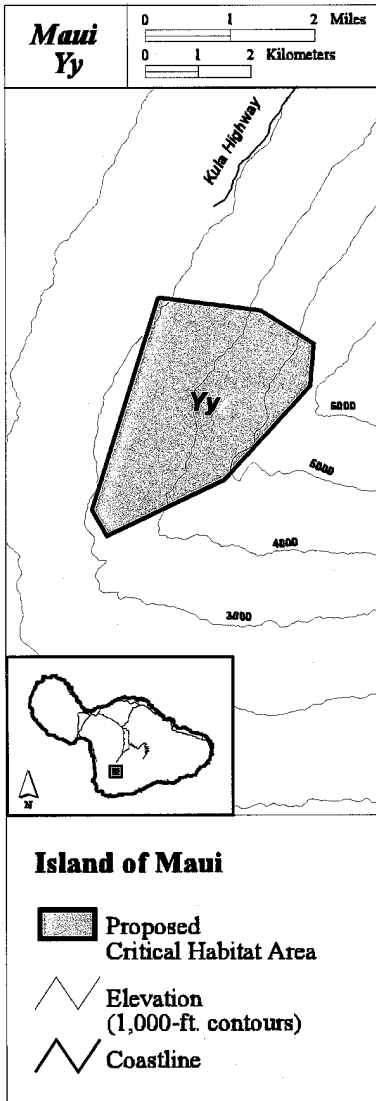 Maui
Yy
0 1 2 Miles
0 1 2 Kilometers
Kula Highway
Yy
6000
5000
4000
3000
N
Island of Maui
Proposed
Critical Habitat Area
Elevation
(1,000-ft. contours)
Coastline